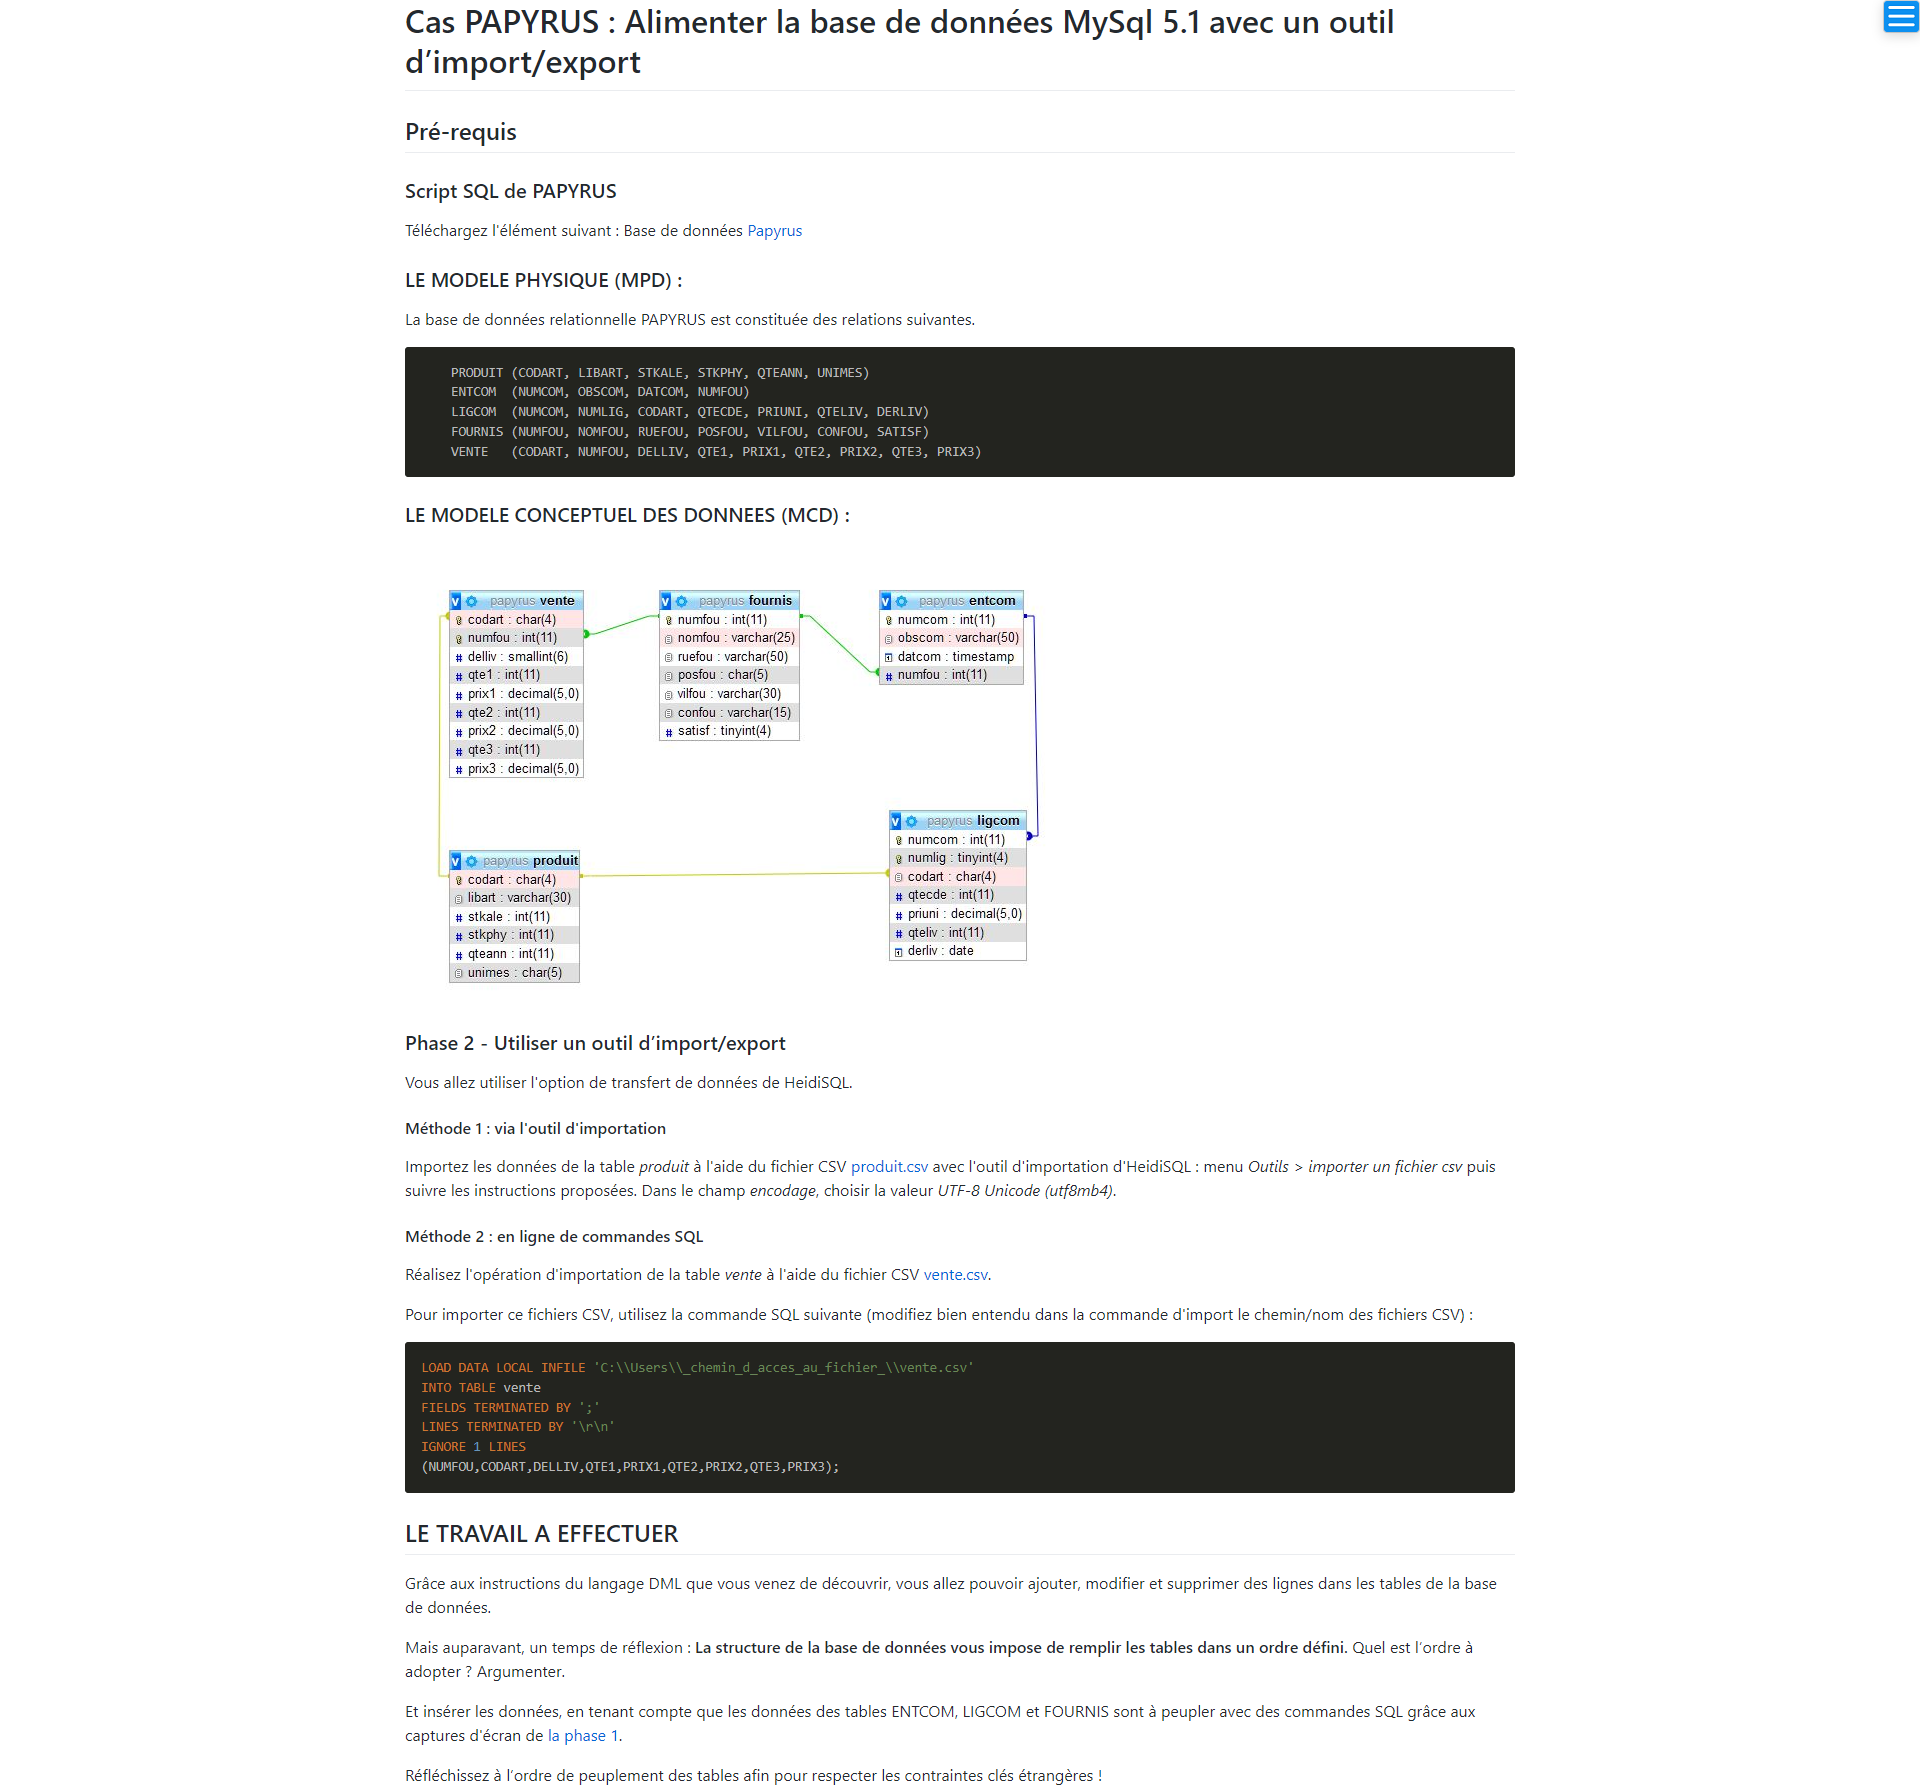 Cas PAPYRUS : Alimenter la base de données MySql 5.1 avec un outil
d’import/export
Pré-requis
Script SQL de PAPYRUS
Téléchargez l'élément suivant : Base de données Papyrus
LE MODELE PHYSIQUE (MPD) :
La base de données relationnelle PAPYRUS est constituée des relations suivantes.
PRODUIT (CODART, LIBART, STKALE, STKPHY, QTEANN, UNIMES)
ENTCOM  (NUMCOM, OBSCOM, DATCOM, NUMFOU)
LIGCOM  (NUMCOM, NUMLIG, CODART, QTECDE, PRIUNI, QTELIV, DERLIV)
FOURNIS (NUMFOU, NOMFOU, RUEFOU, POSFOU, VILFOU, CONFOU, SATISF)
VENTE   (CODART, NUMFOU, DELLIV, QTE1, PRIX1, QTE2, PRIX2, QTE3, PRIX3)
LE MODELE CONCEPTUEL DES DONNEES (MCD) :
v papyrus vente
codart : char(4)
numfou : int(11)
# delliv : smallint(6)
# qte1 : int(11)
# prix1 : decimal(5,0)
# qte2 : int(11)
# prix2 : decimal(5,0)
# qte3 : int(11)
# prix3 : decimal(5,0)
v papyrus fournis
numfou : int(11)
nomfou : varchar(25)
ruefou : varchar(50)
posfou : char(5)
vilfou : varchar(30)
confou : varchar(15)
# satisf : tinyint(4)
v papyrus entcom
numcom : int(11)
obscom : varchar(50)
datcom : timestamp
# numfou : int(11)
v papyrus produit
codart : char(4)
libart : varchar(30)
# stkale : int(11)
# stkphy : int(11)
# qteann : int(11)
unimes : char(5)
v papyrus ligcom
numcom : int(11)
numlig : tinyint(4)
codart : char(4)
# qtecde : int(11)
# priuni : decimal(5,0)
# qteliv : int(11)
derliv : date
Phase 2 - Utiliser un outil d’import/export
Vous allez utiliser l'option de transfert de données de HeidiSQL.
Méthode 1 : via l'outil d'importation
Importez les données de la table produit à l'aide du fichier CSV produit.csv avec l'outil d'importation d'HeidiSQL : menu Outils > importer un fichier csv puis
suivre les instructions proposées. Dans le champ encodage, choisir la valeur UTF-8 Unicode (utf8mb4).
Méthode 2 : en ligne de commandes SQL
Réalisez l'opération d'importation de la table vente à l'aide du fichier CSV vente.csv.
Pour importer ce fichiers CSV, utilisez la commande SQL suivante (modifiez bien entendu dans la commande d'import le chemin/nom des fichiers CSV) :
LOAD DATA LOCAL INFILE 'C:\\Users\\_chemin_d_acces_au_fichier_\\vente.csv'
INTO TABLE vente
FIELDS TERMINATED BY ';'
LINES TERMINATED BY '\r\n'
IGNORE 1 LINES
(NUMFOU,CODART,DELLIV,QTE1,PRIX1,QTE2,PRIX2,QTE3,PRIX3);
LE TRAVAIL A EFFECTUER
Grâce aux instructions du langage DML que vous venez de découvrir, vous allez pouvoir ajouter, modifier et supprimer des lignes dans les tables de la base
de données.
Mais auparavant, un temps de réflexion : La structure de la base de données vous impose de remplir les tables dans un ordre défini. Quel est l’ordre à
adopter ? Argumenter.
Et insérer les données, en tenant compte que les données des tables ENTCOM, LIGCOM et FOURNIS sont à peupler avec des commandes SQL grâce aux
captures d'écran de la phase 1.
Réfléchissez à l’ordre de peuplement des tables afin pour respecter les contraintes clés étrangères !